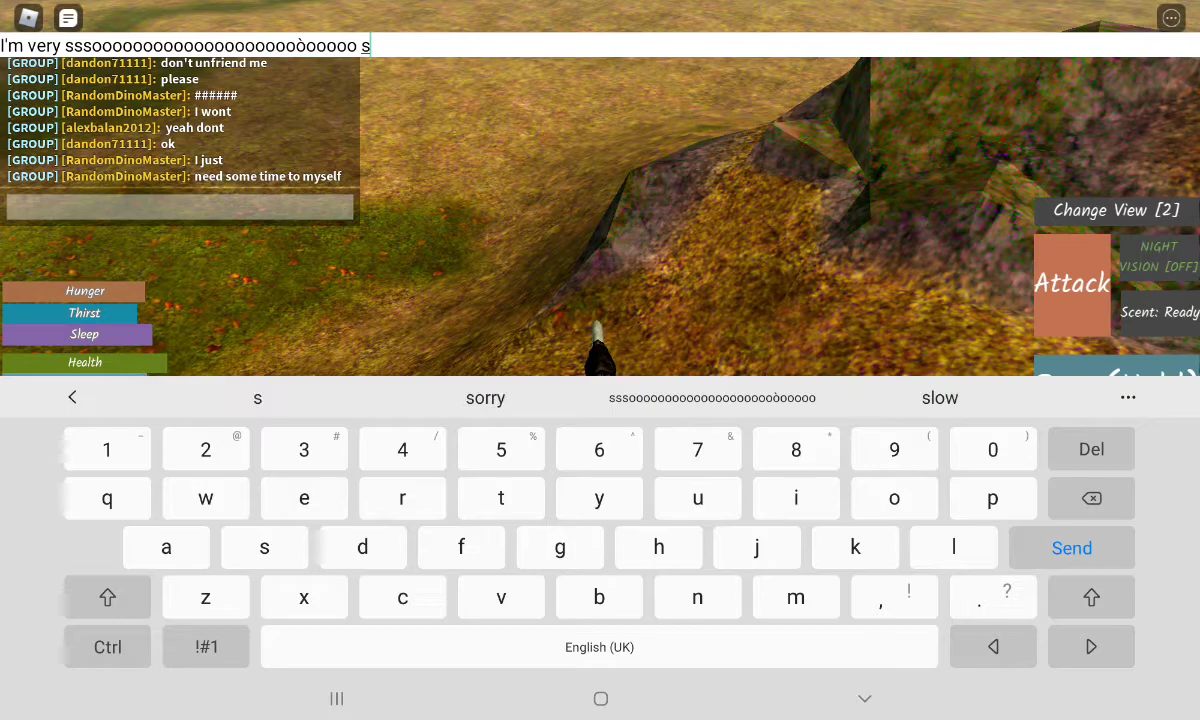 I'm very sssoooooooooooooooooooooòooooo s
[GROUP] [dandon71111]: don't unfriend me
[GROUP] [dandon71111]: please
[GROUP] [RandomDinoMaster]: ######
[GROUP] [RandomDinoMaster]: I wont
[GROUP] [alexbalan2012]: yeah dont
[GROUP] [dandon71111]: ok
[GROUP] [RandomDinoMaster]: I just
[GROUP] [RandomDinoMaster]: need some time to myself
Change View [2]
Attack
NIGHT
VISION [OFF]
Scent: Ready
Hunger
Thirst
Sleep
Health
s sorry sssoooooooooooooooooooooòooooo slow
1 - 2 @ 3 # 4 / 5 % 6 ^ 7 & 8 * 9 ( 0 ) Del
q w e r t y u i o p
a s d f g h j k l Send
z x c v b n m , ! . ?
Ctrl !#1 English (UK)